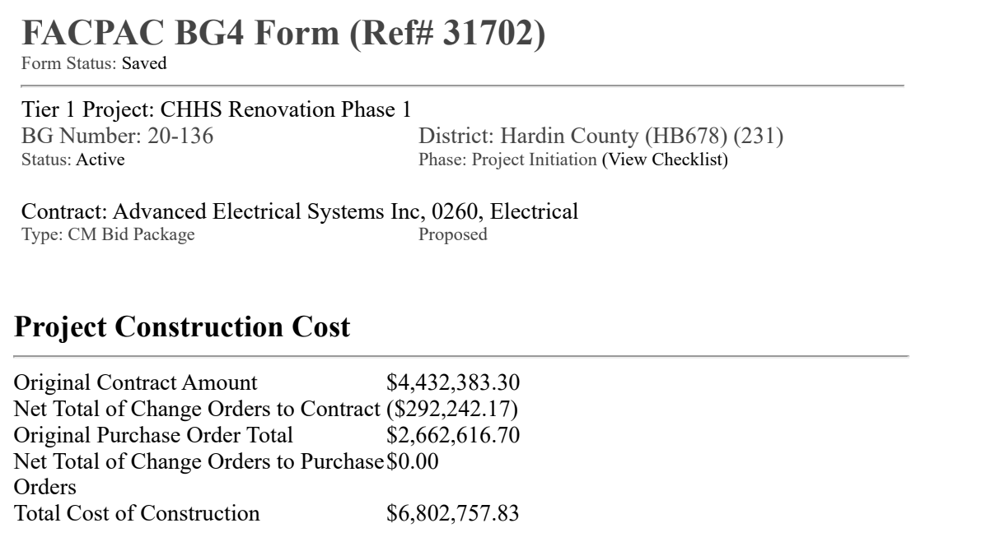 FACPAC BG4 Form (Ref# 31702)
Form Status: Saved
Tier 1 Project: CHHS Renovation Phase 1
BG Number: 20-136 District: Hardin County (HB678) (231)
Status: Active Phase: Project Initiation (View Checklist)
Contract: Advanced Electrical Systems Inc, 0260, Electrical
Type: CM Bid Package Proposed
Project Construction Cost
Original Contract Amount $4,432,383.30
Net Total of Change Orders to Contract ($292,242.17)
Original Purchase Order Total $2,662,616.70
Net Total of Change Orders to Purchase $0.00
Orders
Total Cost of Construction $6,802,757.83